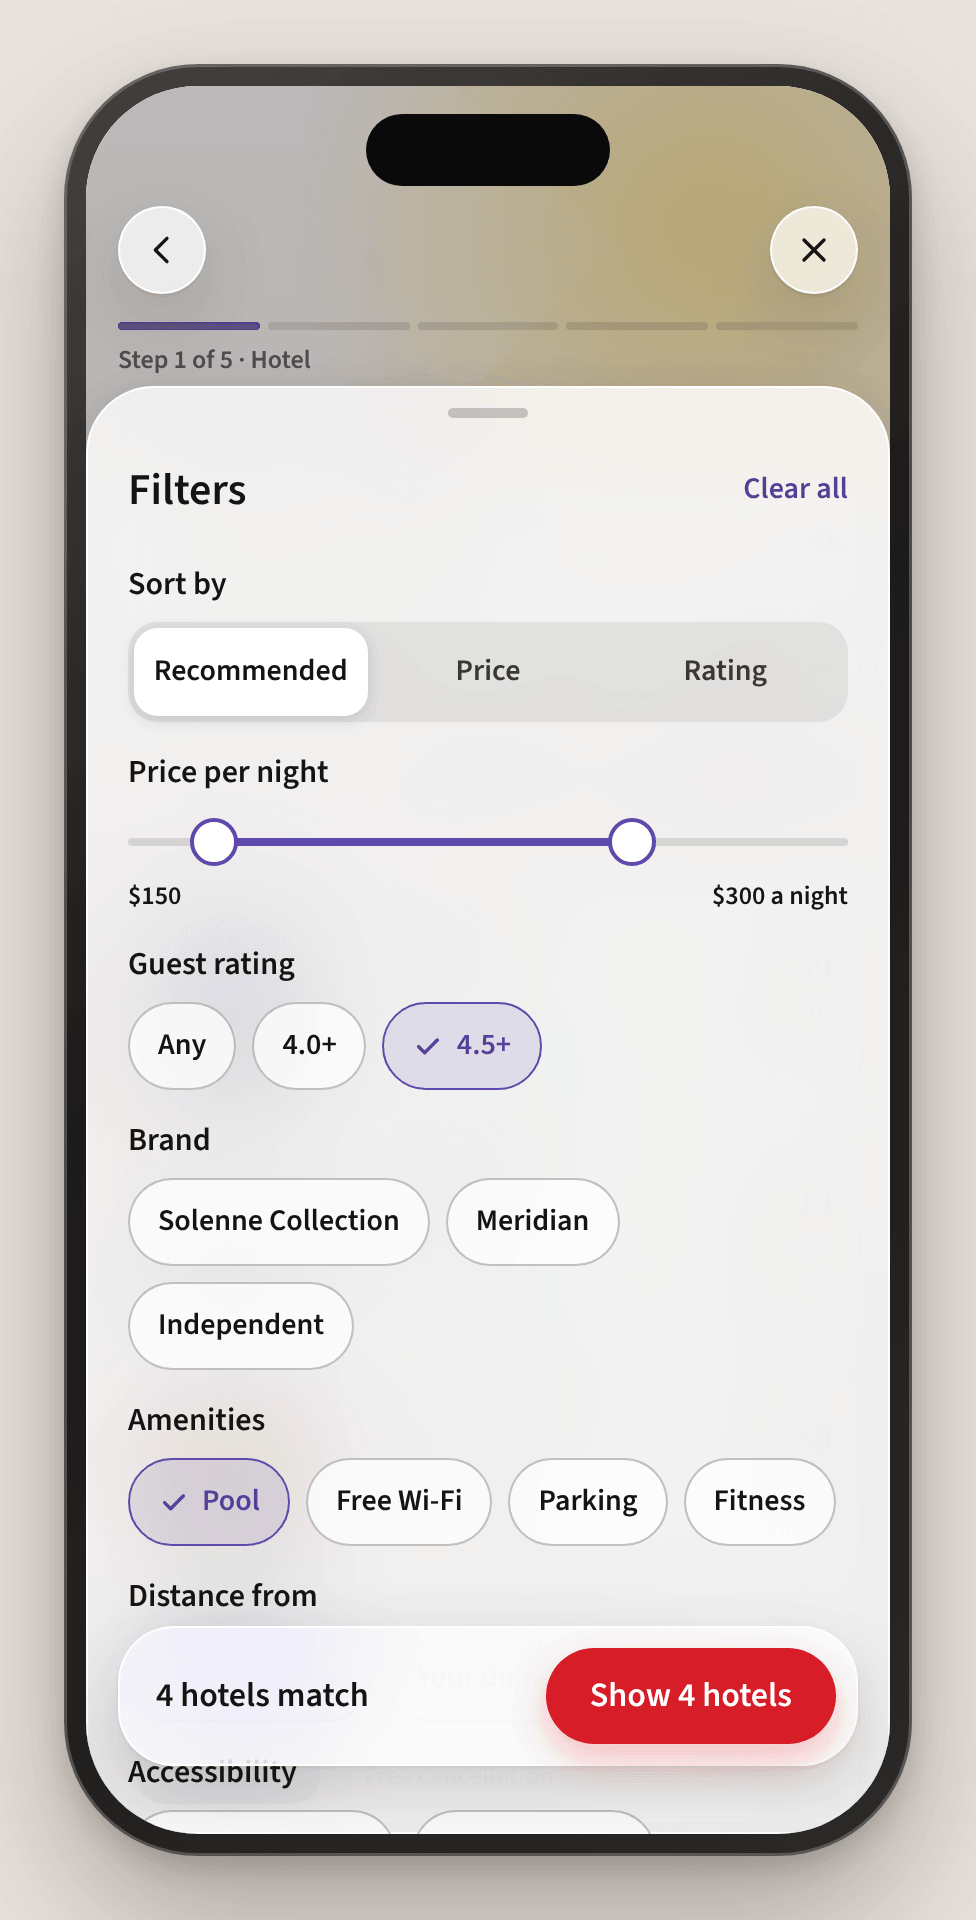 Step 1 of 5 · Hotel
Filters
Clear all
Sort by
Recommended
Price
Rating
Price per night
$150
$300 a night
Guest rating
Any
4.0+
4.5+
Brand
Solenne Collection
Meridian
Independent
Amenities
Pool
Free Wi-Fi
Parking
Fitness
Distance from
4 hotels match
Show 4 hotels
Accessibility
Free cancellation